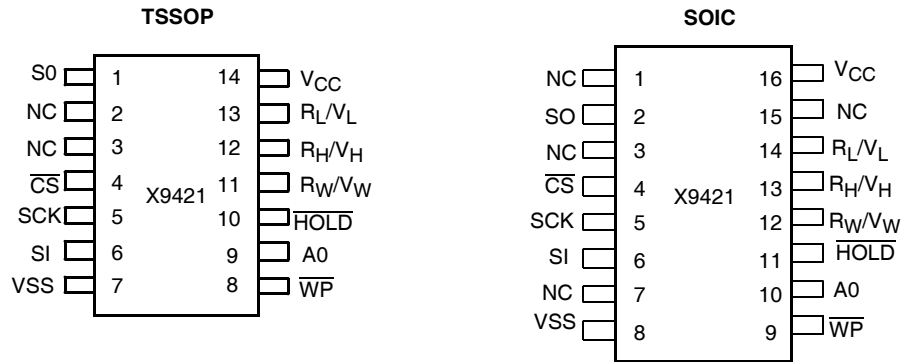 TSSOP
S0 1 14 VCC
NC 2 13 RL/VL
NC 3 12 RH/VH
CS 4 11 RW/VW
X9421
SCK 5 10 HOLD
SI 6 9 A0
VSS 7 8 WP
SOIC
NC 1 16 VCC
SO 2 15 NC
NC 3 14 RL/VL
CS 4 13 RH/VH
X9421
SCK 5 12 RW/VW
SI 6 11 HOLD
NC 7 10 A0
VSS 8 9 WP